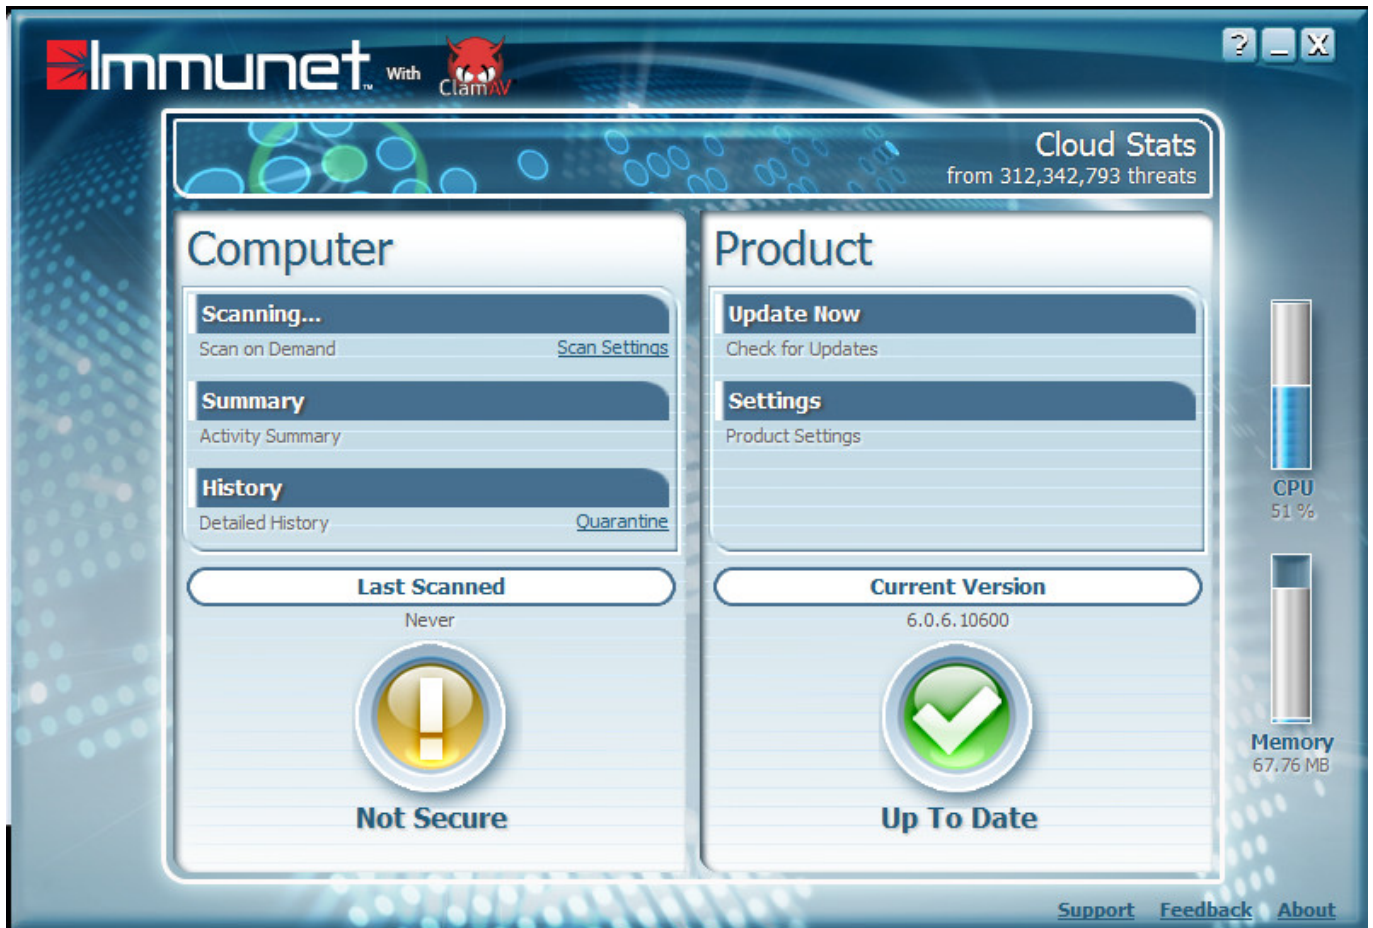 Immunet™ With ClamAV
? _ X
Cloud Stats
from 312,342,793 threats
Computer
Scanning...
Scan on Demand Scan Settings
Summary
Activity Summary
History
Detailed History Quarantine
Last Scanned
Never
Not Secure
Product
Update Now
Check for Updates
Settings
Product Settings
Current Version
6.0.6.10600
Up To Date
CPU
51 %
Memory
67.76 MB
Support Feedback About